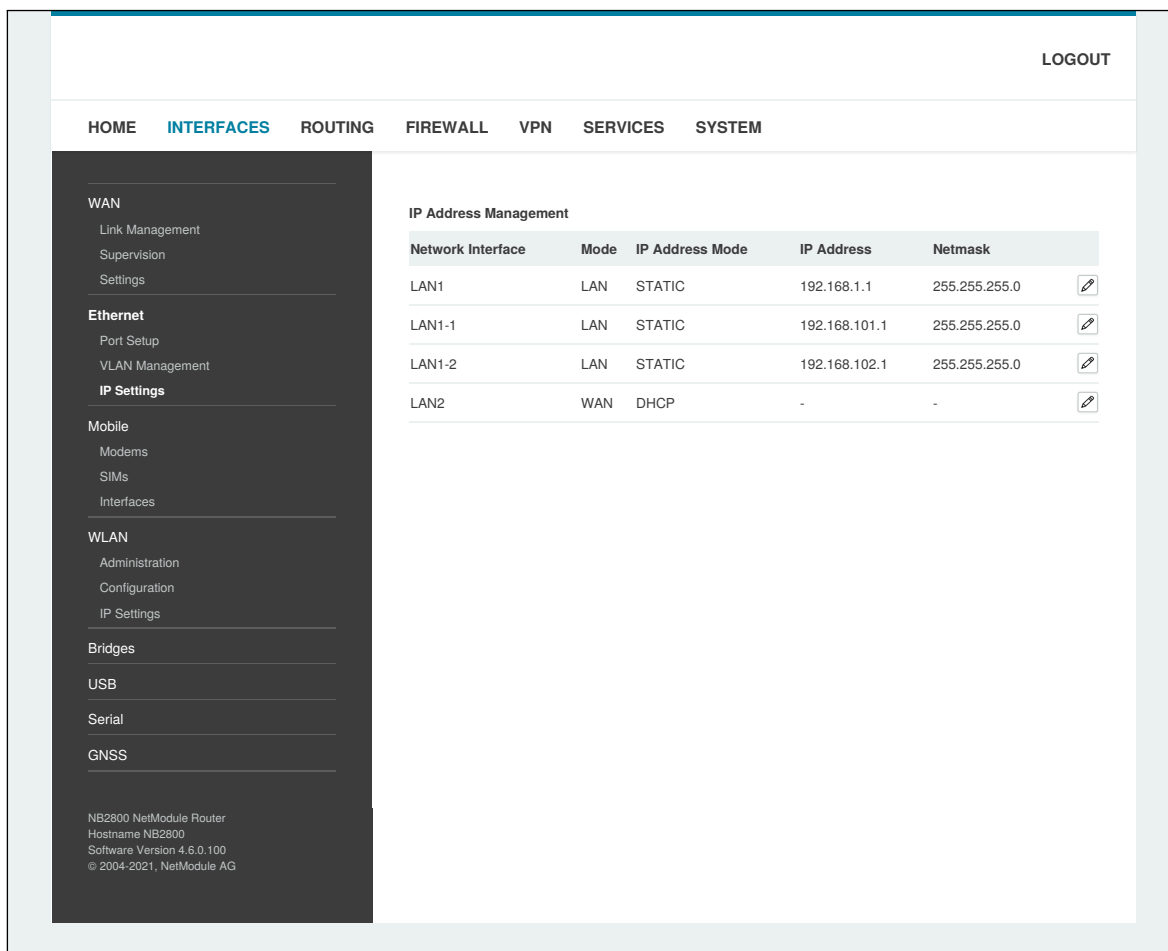 LOGOUT
HOME INTERFACES ROUTING FIREWALL VPN SERVICES SYSTEM
WAN
Link Management
Supervision
Settings
Ethernet
Port Setup
VLAN Management
IP Settings
Mobile
Modems
SIMs
Interfaces
WLAN
Administration
Configuration
IP Settings
Bridges
USB
Serial
GNSS
NB2800 NetModule Router
Hostname NB2800
Software Version 4.6.0.100
© 2004-2021, NetModule AG
IP Address Management
Network Interface Mode IP Address Mode IP Address Netmask
LAN1 LAN STATIC 192.168.1.1 255.255.255.0
LAN1-1 LAN STATIC 192.168.101.1 255.255.255.0
LAN1-2 LAN STATIC 192.168.102.1 255.255.255.0
LAN2 WAN DHCP - -